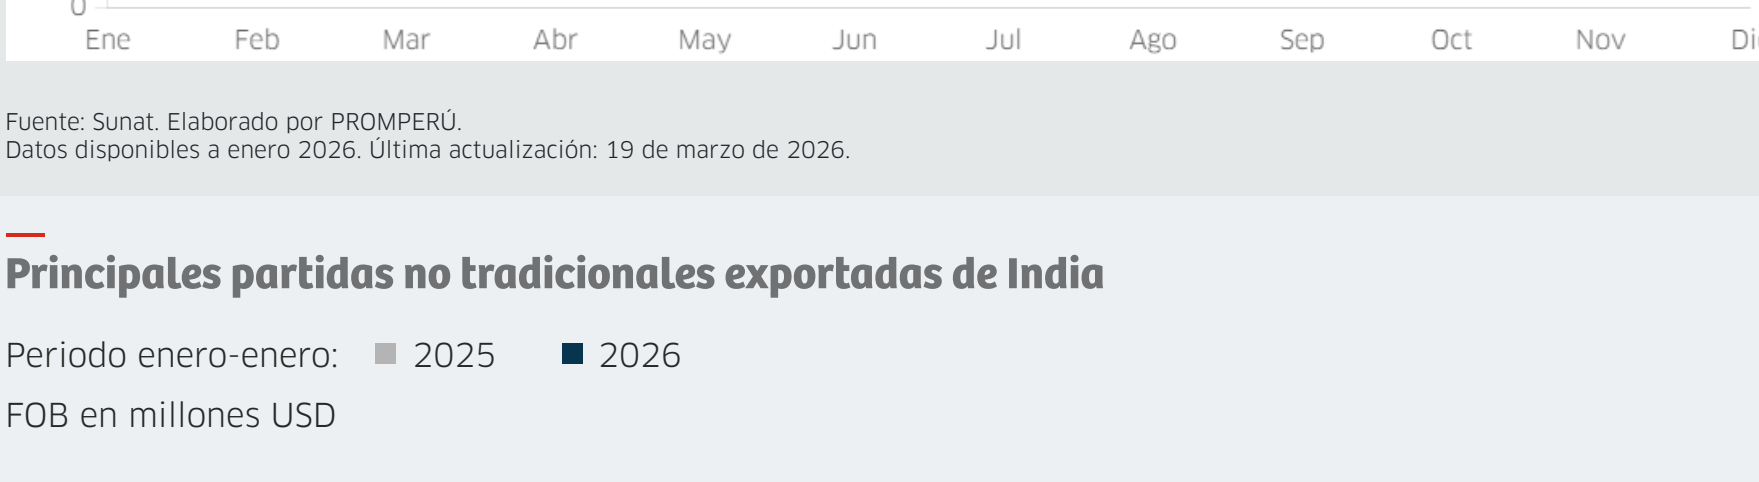 0
Ene Feb Mar Abr May Jun Jul Ago Sep Oct Nov
Fuente: Sunat. Elaborado por PROMPERÚ.
Datos disponibles a enero 2026. Última actualización: 19 de marzo de 2026.
Principales partidas no tradicionales exportadas de India
Periodo enero-enero: 2025 2026
FOB en millones USD